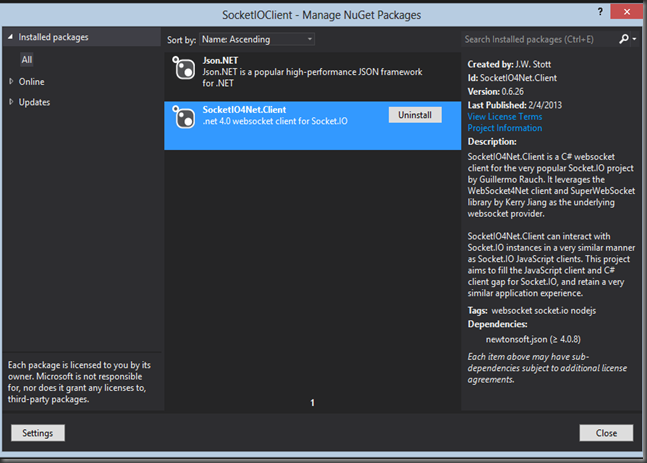 SocketIOClient - Manage NuGet Packages
?
Installed packages
All
Online
Updates
Each package is licensed to you by its
owner. Microsoft is not responsible
for, nor does it grant any licenses to,
third-party packages.
Settings
Sort by: Name: Ascending
Json.NET
Json.NET is a popular high-performance JSON framework
for .NET
SocketIO4Net.Client
.net 4.0 websocket client for Socket.IO
Uninstall
1
Search Installed packages (Ctrl+E)
Created by: J.W. Stott
Id: SocketIO4Net.Client
Version: 0.6.26
Last Published: 2/4/2013
View License Terms
Project Information
Description:
SocketIO4Net.Client is a C# websocket
client for the very popular Socket.IO project
by Guillermo Rauch. It leverages the
WebSocket4Net client and SuperWebSocket
library by Kerry Jiang as the underlying
websocket provider.
SocketIO4Net.Client can interact with
Socket.IO instances in a very similar manner
as Socket.IO JavaScript clients. This project
aims to fill the JavaScript client and C#
client gap for Socket.IO, and retain a very
similar application experience.
Tags: websocket socket.io nodejs
Dependencies:
newtonsoft.json (≥ 4.0.8)
Each item above may have sub-
dependencies subject to additional license
agreements.
Close